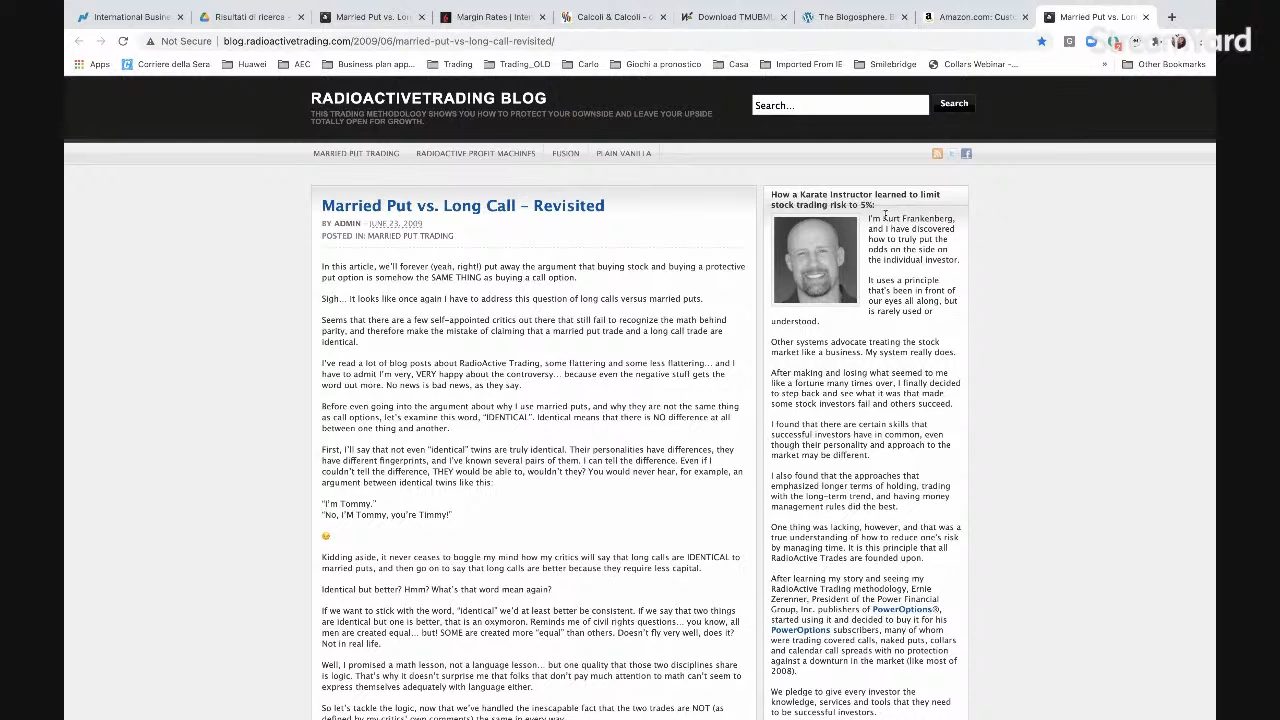 International Business
Risultati di ricerca -
Married Put vs. Lon
Margin Rates | Inter
Calcoli & Calcoli - c
Download TMUBMU
The Blogosphere. B
Amazon.com: Custo
Married Put vs. Lon
Not Secure | blog.radioactivetrading.com/2009/06/married-put-vs-long-call-revisited/
Apps
Corriere della Sera
Huawei
AEC
Business plan app...
Trading
Trading_OLD
Carlo
Giochi a pronostico
Casa
Imported From IE
Smilebridge
Collars Webinar -...
»
Other Bookmarks
RADIOACTIVETRADING BLOG
THIS TRADING METHODOLOGY SHOWS YOU HOW TO PROTECT YOUR DOWNSIDE AND LEAVE YOUR UPSIDE
TOTALLY OPEN FOR GROWTH.
Search...
Search
MARRIED PUT TRADING
RADIOACTIVE PROFIT MACHINES
FUSION
PLAIN VANILLA
Married Put vs. Long Call – Revisited
BY ADMIN – JUNE 23, 2009
POSTED IN: MARRIED PUT TRADING
In this article, we'll forever (yeah, right!) put away the argument that buying stock and buying a protective
put option is somehow the SAME THING as buying a call option.
Sigh... It looks like once again I have to address this question of long calls versus married puts.
Seems that there are a few self-appointed critics out there that still fail to recognize the math behind
parity, and therefore make the mistake of claiming that a married put trade and a long call trade are
identical.
I've read a lot of blog posts about RadioActive Trading, some flattering and some less flattering... and I
have to admit I'm very, VERY happy about the controversy... because even the negative stuff gets the
word out more. No news is bad news, as they say.
Before even going into the argument about why I use married puts, and why they are not the same thing
as call options, let's examine this word, "IDENTICAL". Identical means that there is NO difference at all
between one thing and another.
First, I'll say that not even "identical" twins are truly identical. Their personalities have differences, they
have different fingerprints, and I've known several pairs of them. I can tell the difference. Even if I
couldn't tell the difference, THEY would be able to, wouldn't they? You would never hear, for example, an
argument between identical twins like this:
"I'm Tommy."
"No, I'M Tommy, you're Timmy!"
Kidding aside, it never ceases to boggle my mind how my critics will say that long calls are IDENTICAL to
married puts, and then go on to say that long calls are better because they require less capital.
Identical but better? Hmm? What's that word mean again?
If we want to stick with the word, "identical" we'd at least better be consistent. If we say that two things
are identical but one is better, that is an oxymoron. Reminds me of civil rights questions... you know, all
men are created equal... but! SOME are created more "equal" than others. Doesn't fly very well, does it?
Not in real life.
Well, I promised a math lesson, not a language lesson... but one quality that those two disciplines share
is logic. That's why it doesn't surprise me that folks that don't pay much attention to math can't seem to
express themselves adequately with language either.
So let's tackle the logic, now that we've handled the inescapable fact that the two trades are NOT (as
defined by my critics' own comments) the same in every way.
How a Karate Instructor learned to limit
stock trading risk to 5%:
I'm Kurt Frankenberg,
and I have discovered
how to truly put the
odds on the side on
the individual investor.
It uses a principle
that's been in front of
our eyes all along, but
is rarely used or
understood.
Other systems advocate treating the stock
market like a business. My system really does.
After making and losing what seemed to me
like a fortune many times over, I finally decided
to step back and see what it was that made
some stock investors fail and others succeed.
I found that there are certain skills that
successful investors have in common, even
though their personality and approach to the
market may be different.
I also found that the approaches that
emphasized longer terms of holding, trading
with the long-term trend, and having money
management rules did the best.
One thing was lacking, however, and that was a
true understanding of how to reduce one's risk
by managing time. It is this principle that all
RadioActive Trades are founded upon.
After learning my story and seeing my
RadioActive Trading methodology, Ernie
Zerenner, President of the Power Financial
Group, Inc. publishers of PowerOptions®,
started using it and decided to buy it for his
PowerOptions subscribers, many of whom
were trading covered calls, naked puts, collars
and calendar call spreads with no protection
against a downturn in the market (like most of
2008).
We pledge to give every investor the
knowledge, services and tools that they need
to be successful investors.